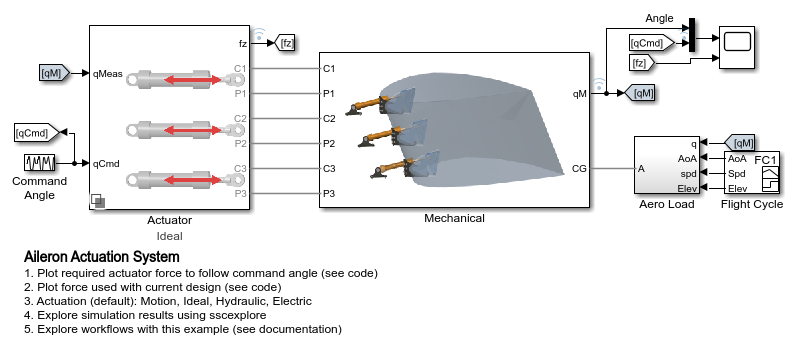 Angle
fz
[fz]
[qCmd]
[fz]
[qM]
qMeas
C1
P1
C2
P2
C3
P3
C1
P1
C2
P2
C3
P3
qM
[qM]
CG
[qCmd]
qCmd
Command
Angle
A
q
AoA
spd
Elev
[qM]
AoA
Spd
Elev
FC1
Aero Load
Flight Cycle
Actuator
Ideal
Mechanical
Aileron Actuation System
1. Plot required actuator force to follow command angle (see code)
2. Plot force used with current design (see code)
3. Actuation (default): Motion, Ideal, Hydraulic, Electric
4. Explore simulation results using sscexplore
5. Explore workflows with this example (see documentation)